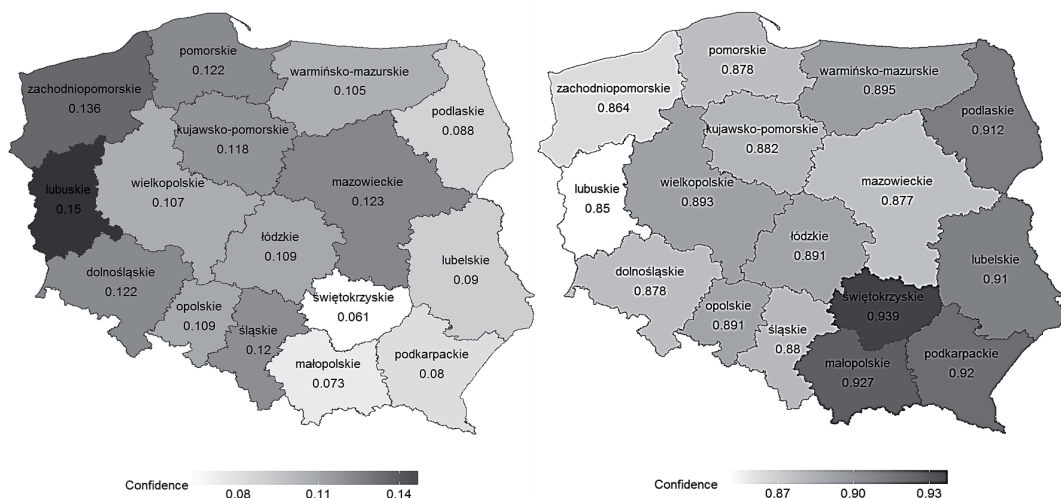 pomorskie
0.122
warmińsko-mazurskie
0.105
zachodniopomorskie
0.136
podlaskie
0.088
kujawsko-pomorskie
0.118
lubuskie
0.15
wielkopolskie
0.107
mazowieckie
0.123
łódzkie
0.109
lubelskie
0.09
dolnośląskie
0.122
opolskie
0.109
śląskie
0.12
świętokrzyskie
0.061
małopolskie
0.073
podkarpackie
0.08
Confidence
0.08 0.11 0.14
pomorskie
0.878
warmińsko-mazurskie
0.895
zachodniopomorskie
0.864
podlaskie
0.912
kujawsko-pomorskie
0.882
lubuskie
0.85
wielkopolskie
0.893
mazowieckie
0.877
łódzkie
0.891
lubelskie
0.91
dolnośląskie
0.878
opolskie
0.891
śląskie
0.88
świętokrzyskie
0.939
małopolskie
0.927
podkarpackie
0.92
Confidence
0.87 0.90 0.93